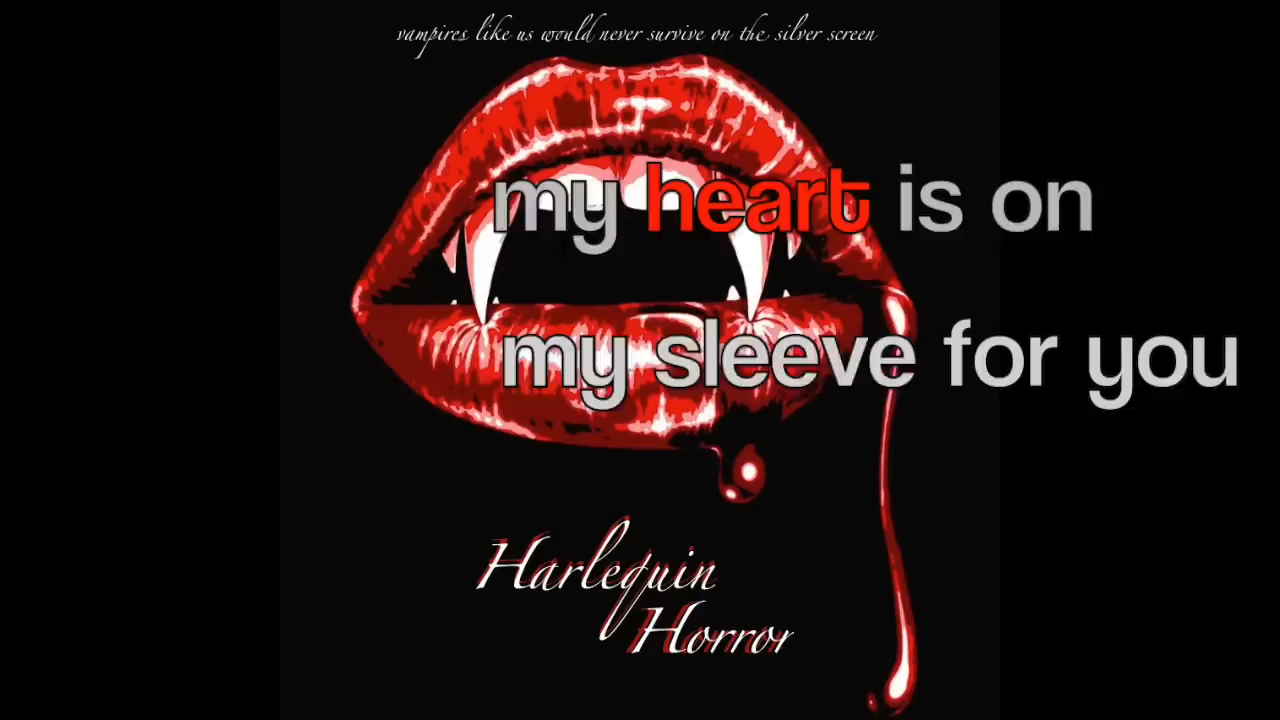 vampires like us would never survive on the silver screen
my heart is on
my sleeve for you
Harlequin
Horror